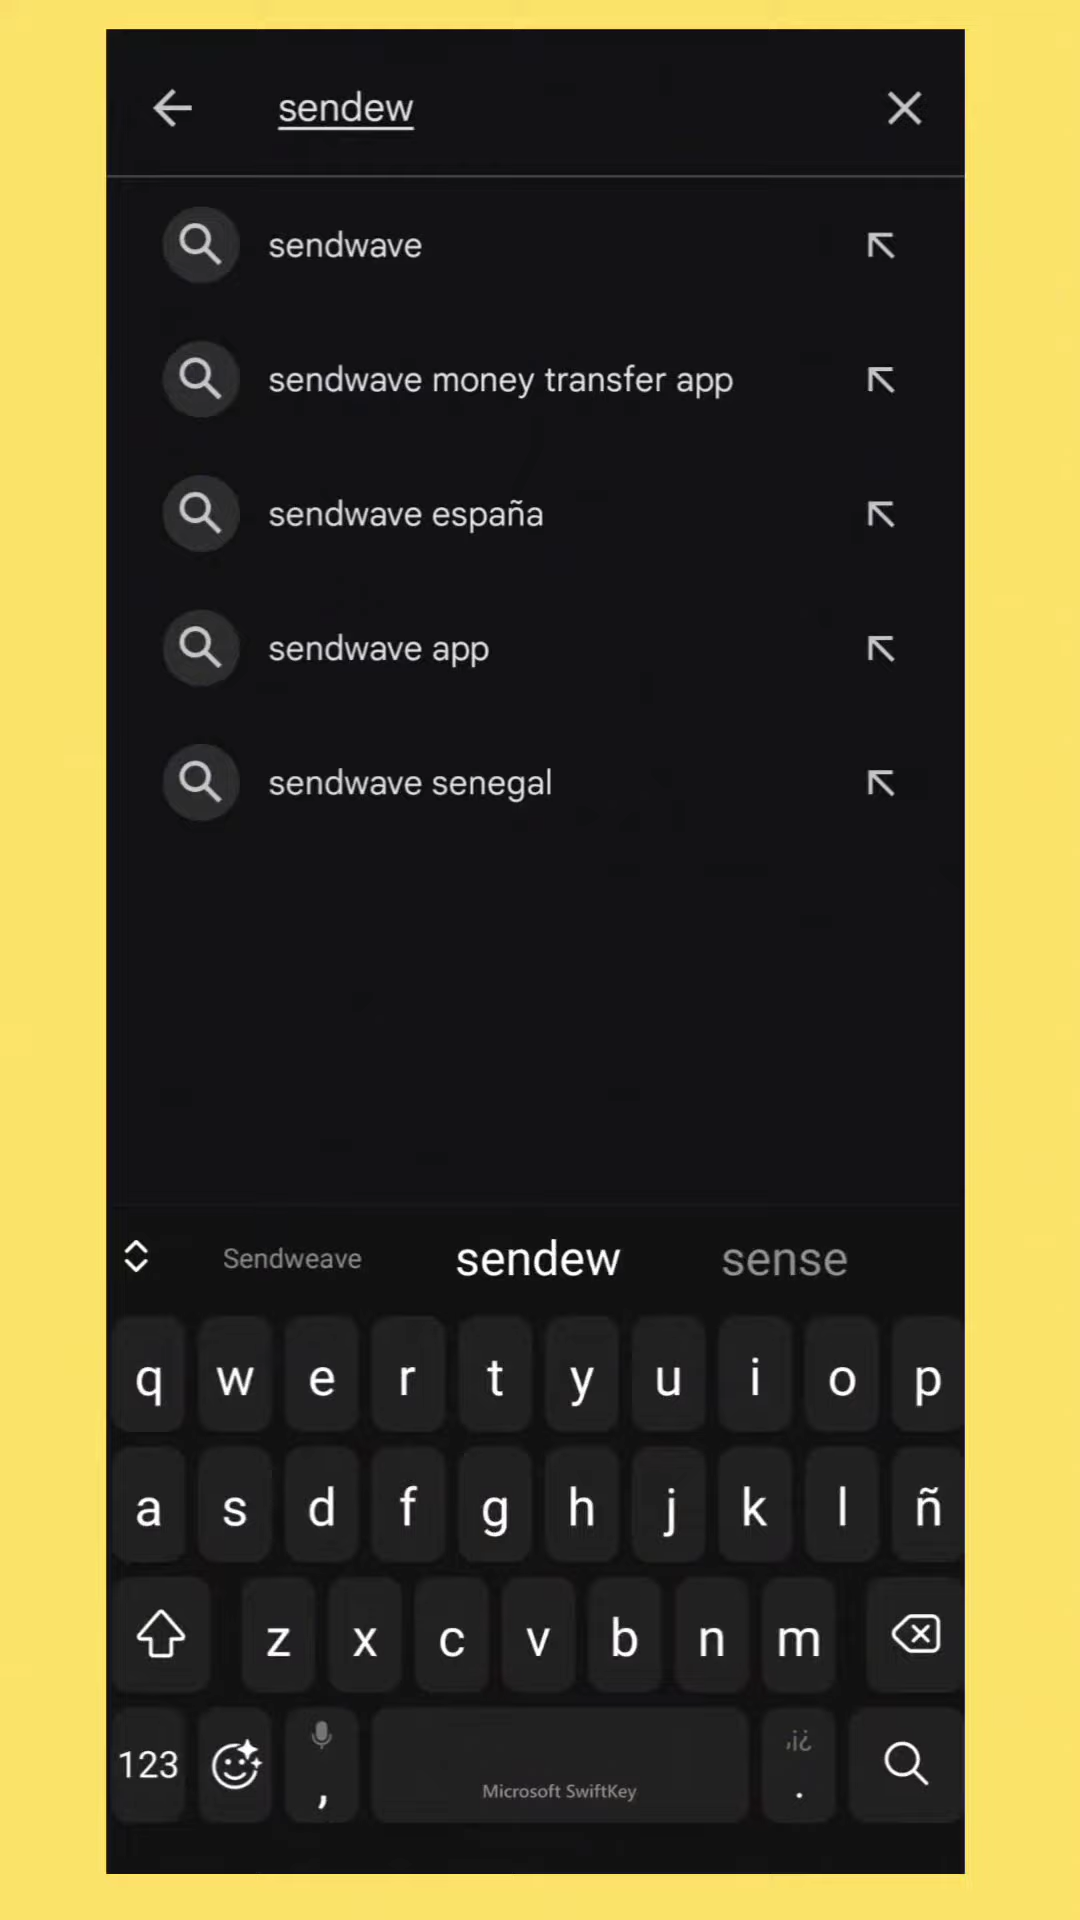 sendew
sendwave
sendwave money transfer app
sendwave españa
sendwave app
sendwave senegal
Sendweave sendew sense
q w e r t y u i o p
a s d f g h j k l ñ
z x c v b n m
123 , Microsoft SwiftKey ,i¿ .